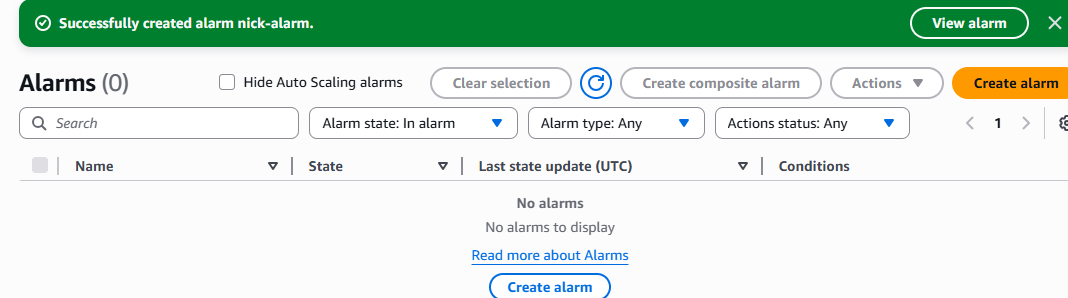 Successfully created alarm nick-alarm.
View alarm
Alarms (0)
Hide Auto Scaling alarms
Clear selection
Create composite alarm
Actions
Create alarm
Search
Alarm state: In alarm
Alarm type: Any
Actions status: Any
1
Name
State
Last state update (UTC)
Conditions
No alarms
No alarms to display
Read more about Alarms
Create alarm